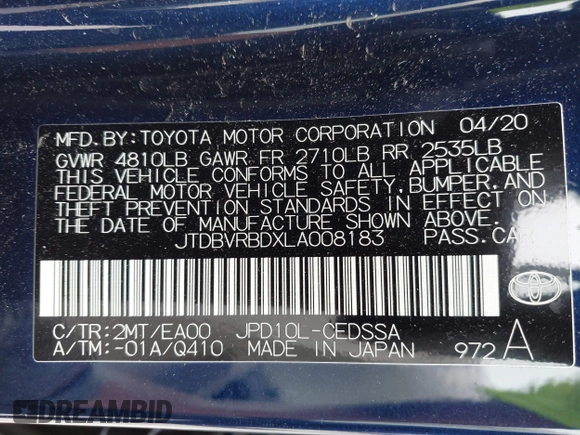 MFD.BY:TOYOTA MOTOR CORPORATION 04/20
GVWR 4810LB GAWR FR 2710LB RR 2535LB
THIS VEHICLE CONFORMS TO ALL APPLICABLE
FEDERAL MOTOR VEHICLE SAFETY,BUMPER,AND
THEFT PREVENTION STANDARDS IN EFFECT ON
THE DATE OF MANUFACTURE SHOWN ABOVE.
JTDBVRBDXLA008183 PASS.CAR
C/TR:2MT/EA00 JPD10L-CEDSSA
A/TM:-01A/Q410 MADE IN JAPAN 972 A
DREAMBID